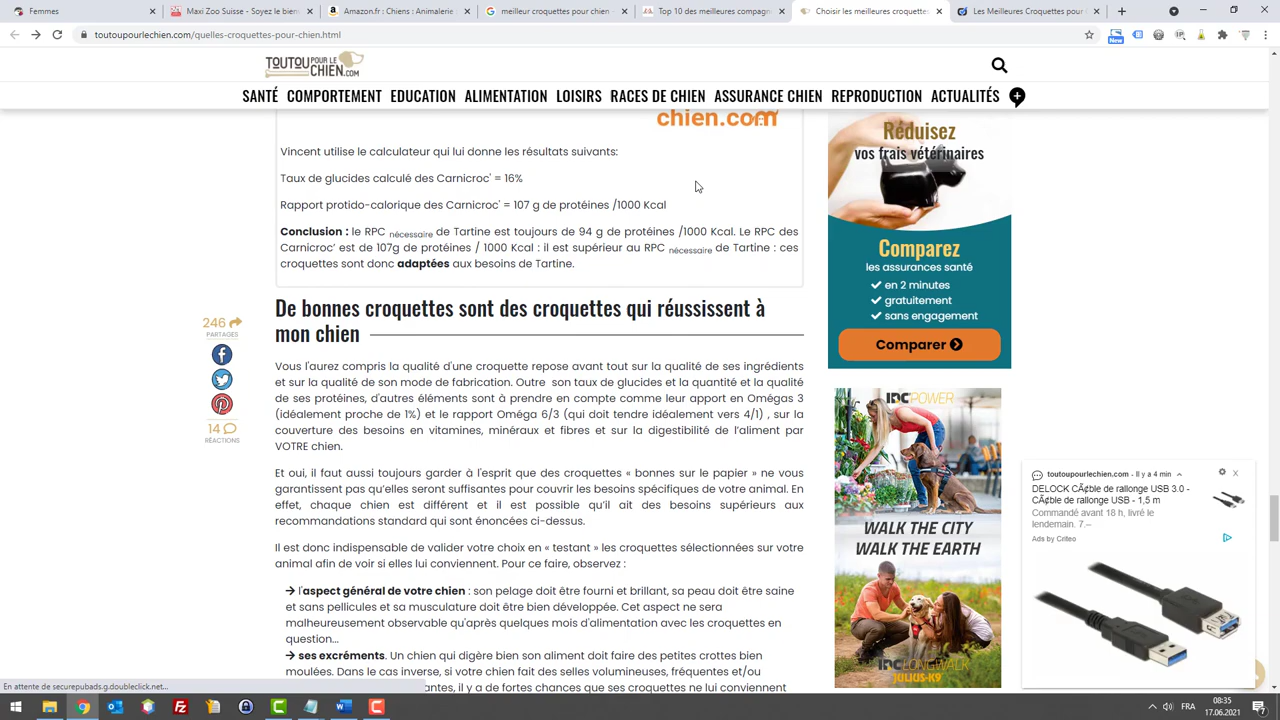 Femmes
Max Zoo Suisse - Sales Funnel
Amazon.fr : Chiens Animalerie
meilleur croquettes pour chien
Top 10 des meilleures gammes
Quelles croquettes pour chien
Les Meilleures Croquettes Pour
toutoupourlechien.com/quelles-croquettes-pour-chien.html
New
TOUTOU POUR LE CHIEN.COM
SANTÉ COMPORTEMENT EDUCATION ALIMENTATION LOISIRS RACES DE CHIEN ASSURANCE CHIEN REPRODUCTION ACTUALITÉS
chien.com
Vincent utilise le calculateur qui lui donne les résultats suivants:
Taux de glucides calculé des Carnicroc' = 16%
Rapport protido-calorique des Carnicroc' = 107 g de protéines /1000 Kcal
Conclusion : le RPC nécessaire de Tartine est toujours de 94 g de protéines /1000 Kcal. Le RPC des
Carnicroc' est de 107g de protéines / 1000 Kcal : il est supérieur au RPC nécessaire de Tartine : ces
croquettes sont donc adaptées aux besoins de Tartine.
De bonnes croquettes sont des croquettes qui réussissent à
mon chien
246
PARTAGES
14
RÉACTIONS
Vous l'aurez compris la qualité d'une croquette repose avant tout sur la qualité de ses ingrédients
et sur la qualité de son mode de fabrication. Outre son taux de glucides et la quantité et la qualité
de ses protéines, d'autres éléments sont à prendre en compte comme leur apport en Omégas 3
(idéalement proche de 1%) et le rapport Oméga 6/3 (qui doit tendre idéalement vers 4/1) , sur la
couverture des besoins en vitamines, minéraux et fibres et sur la digestibilité de l'aliment par
VOTRE chien.
Et oui, il faut aussi toujours garder à l'esprit que des croquettes « bonnes sur le papier » ne vous
garantissent pas qu'elles seront suffisantes pour couvrir les besoins spécifiques de votre animal. En
effet, chaque chien est différent et il est possible qu'il ait des besoins supérieurs aux
recommandations standard qui sont énoncées ci-dessus.
Il est donc indispensable de valider votre choix en « testant » les croquettes sélectionnées sur votre
animal afin de voir si elles lui conviennent. Pour ce faire, observez :
l'aspect général de votre chien : son pelage doit être fourni et brillant, sa peau doit être saine
et sans pellicules et sa musculature doit être bien développée. Cet aspect ne sera
malheureusement observable qu'après quelques mois d'alimentation avec les croquettes en
question...
ses excréments. Un chien qui digère bien son aliment doit faire des petites crottes bien
moulées. Dans le cas inverse, si votre chien fait des selles volumineuses, fréquentes et/ou
antes, il y a de fortes chances que ses croquettes ne lui conviennent
Réduisez
vos frais vétérinaires
Comparez
les assurances santé
en 2 minutes
gratuitement
sans engagement
Comparer
IDC POWER
WALK THE CITY
WALK THE EARTH
IDC LONGWALK
JULIUS-K9
toutoupourlechien.com - Il y a 4 min
X
DELOCK CÃ¢ble de rallonge USB 3.0 -
CÃ¢ble de rallonge USB - 1,5 m
Commandé avant 18 h, livré le
lendemain. 7.–
Ads by Criteo
En attente de securepubads.g.doubleclick.net...
FRA
08:35
17.06.2021